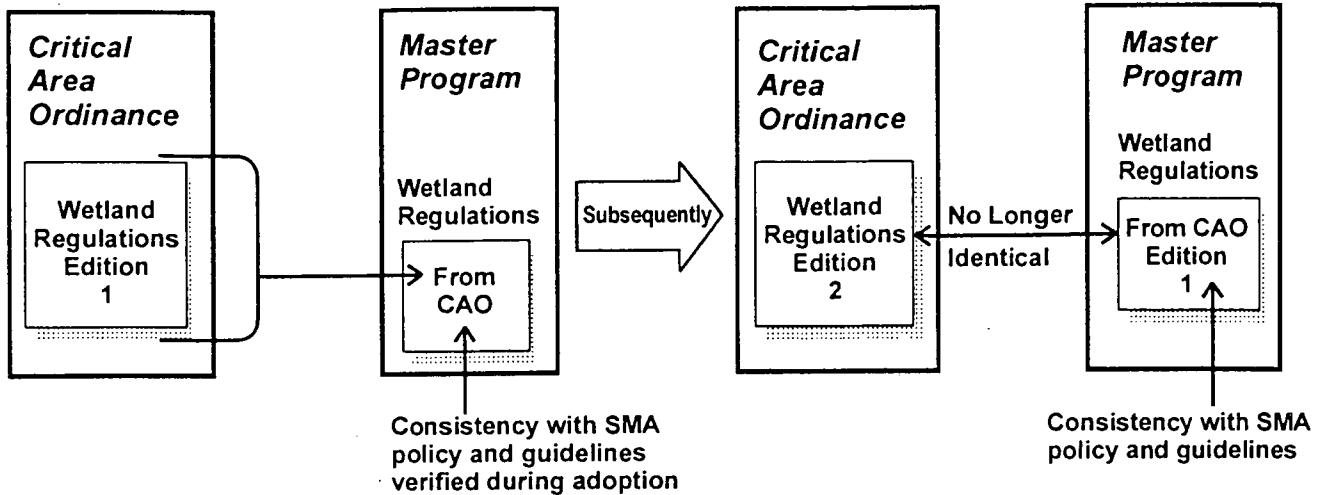 Critical
Area
Ordinance
Wetland
Regulations
Edition
1
Master
Program
Wetland
Regulations
From
CAO
Consistency with SMA
policy and guidelines
verified during adoption
Subsequently
Critical
Area
Ordinance
Wetland
Regulations
Edition
2
No Longer
Identical
Master
Program
Wetland
Regulations
From CAO
Edition
1
Consistency with SMA
policy and guidelines